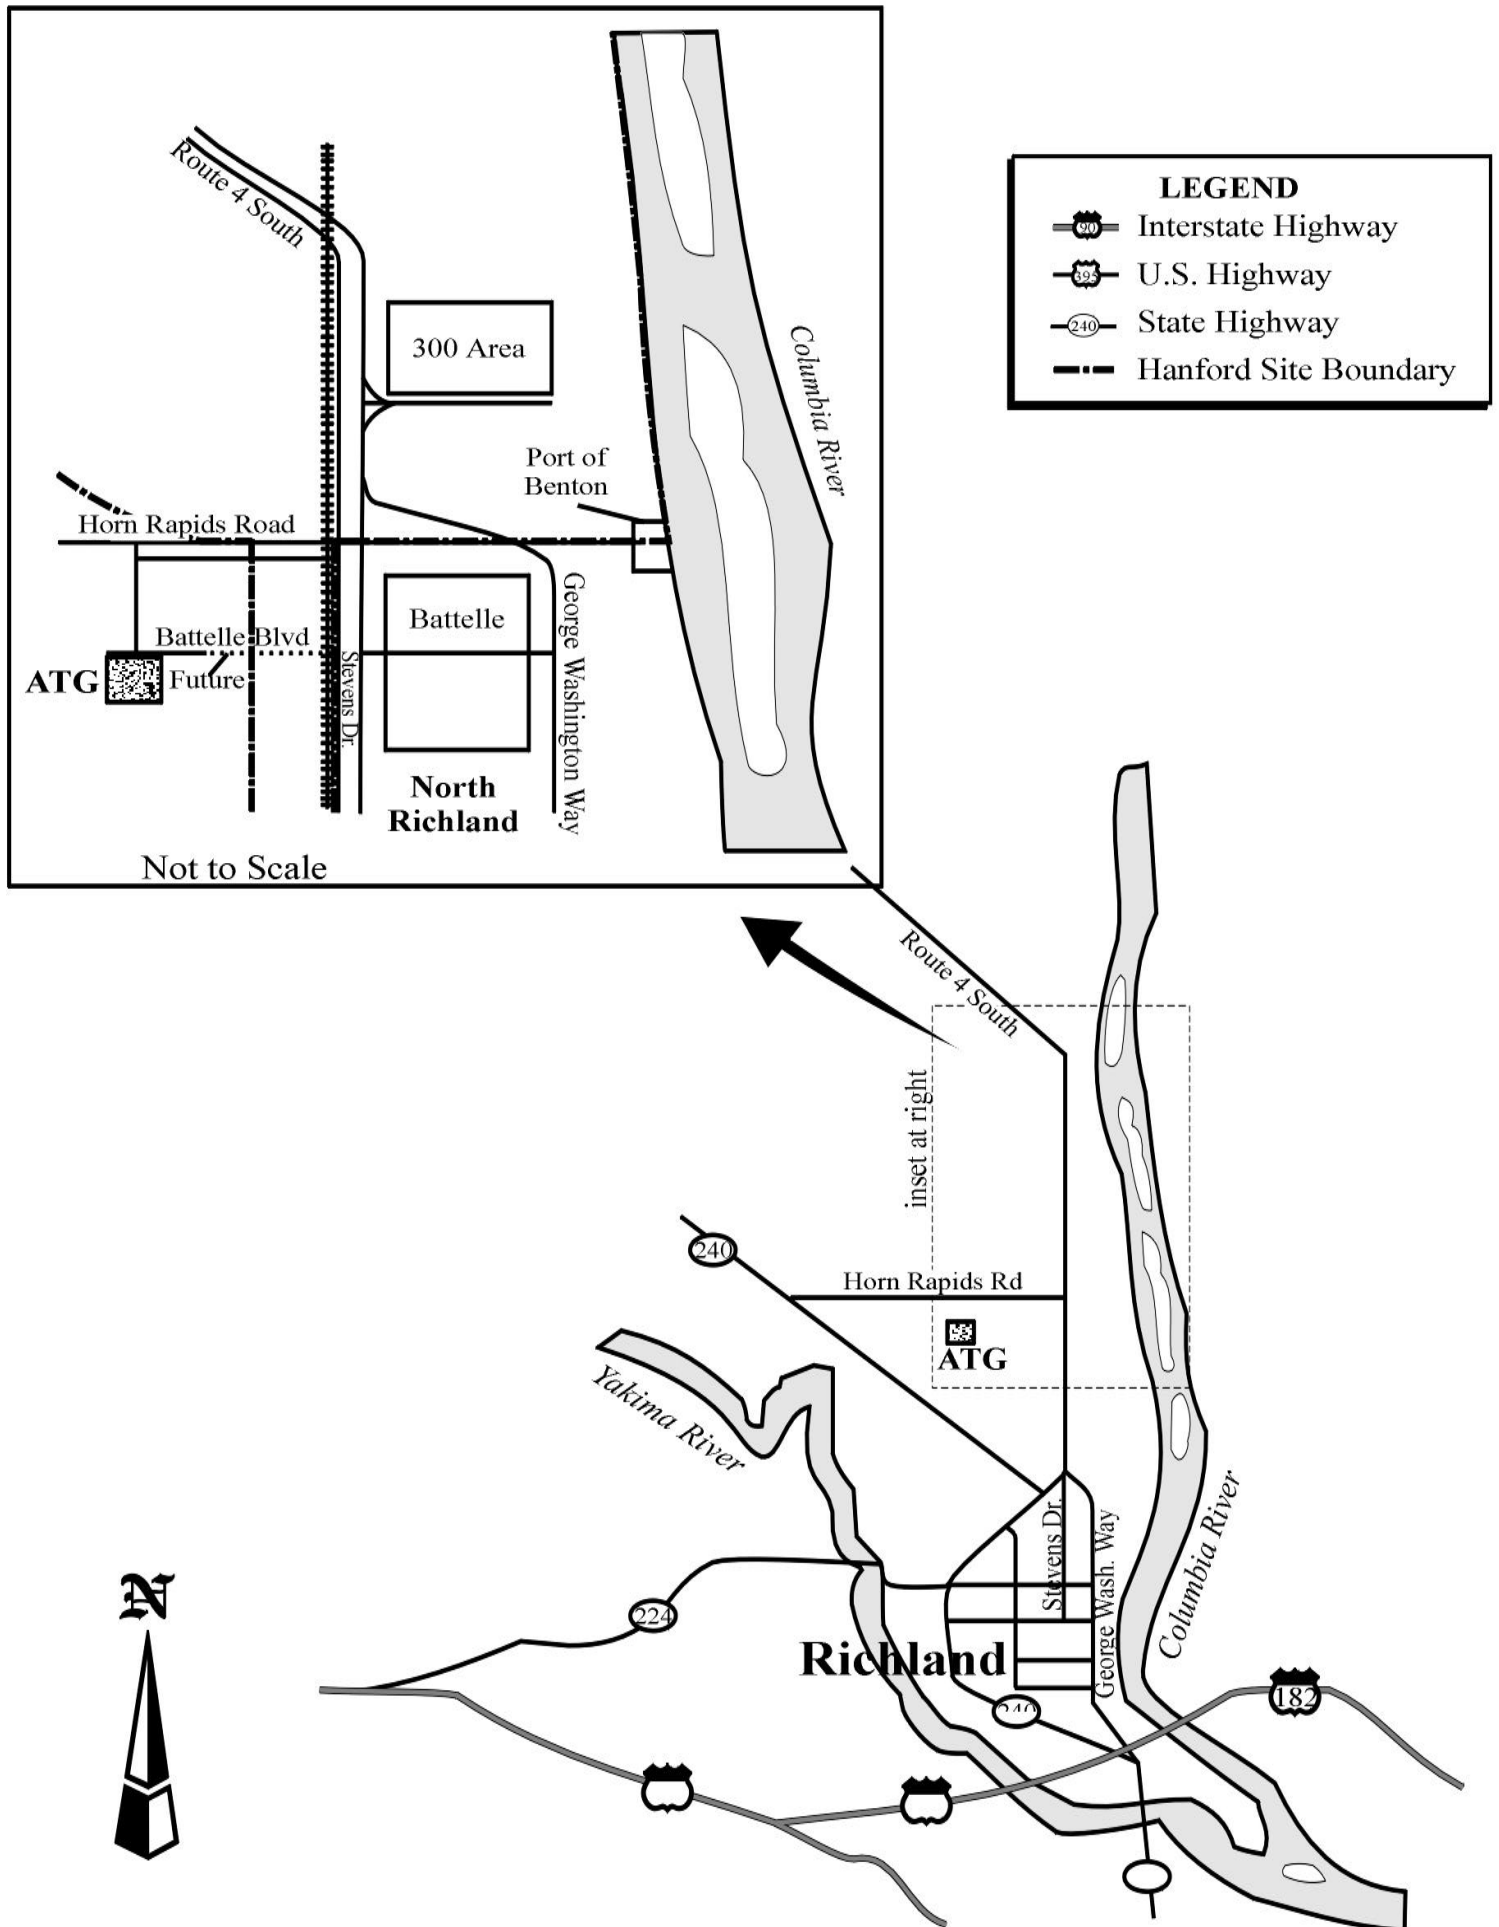 Route 4 South
300 Area
Columbia River
Port of
Benton
Horn Rapids Road
Battelle Blvd
Future
ATG
Stevens Dr.
Battelle
George Washington Way
North
Richland
Not to Scale
LEGEND
90 Interstate Highway
395 U.S. Highway
240 State Highway
Hanford Site Boundary
Route 4 South
inset at right
240
Horn Rapids Rd
ATG
Yakima River
Columbia River
Stevens Dr.
George Wash. Way
224
Richland
240
182
N